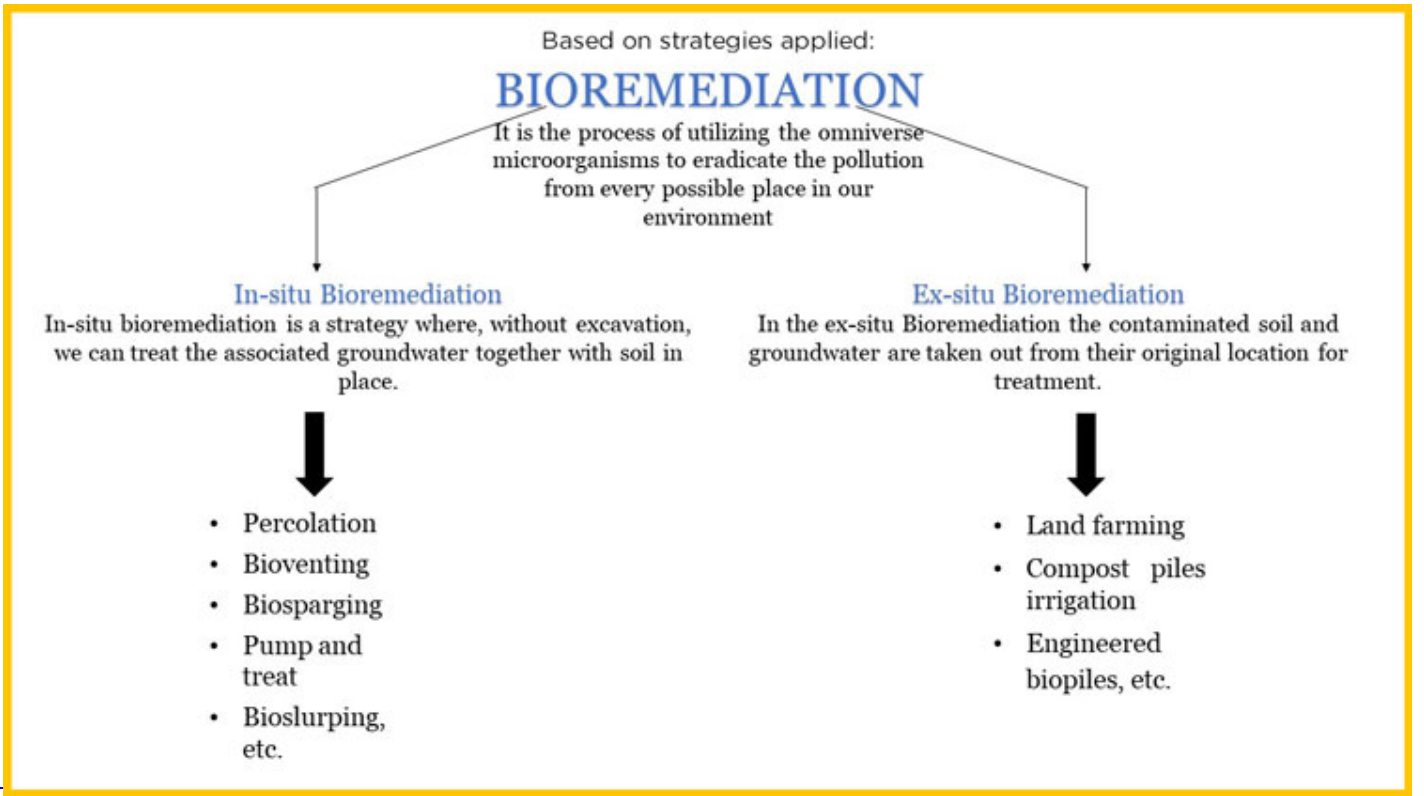 Based on strategies applied:
BIOREMEDIATION
It is the process of utilizing the omniverse
microorganisms to eradicate the pollution
from every possible place in our
environment
In-situ Bioremediation
In-situ bioremediation is a strategy where, without excavation,
we can treat the associated groundwater together with soil in
place.
• Percolation
• Bioventing
• Biosparging
• Pump and
treat
• Bioslurping,
etc.
Ex-situ Bioremediation
In the ex-situ Bioremediation the contaminated soil and
groundwater are taken out from their original location for
treatment.
• Land farming
• Compost piles
irrigation
• Engineered
biopiles, etc.